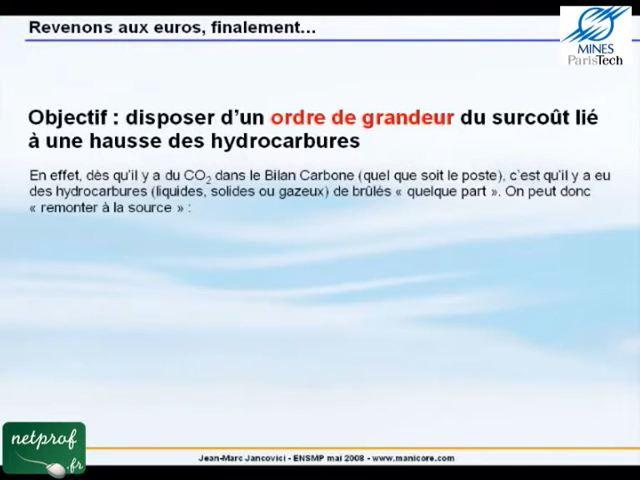 Revenons aux euros, finalement…
MINES
ParisTech
Objectif : disposer d’un ordre de grandeur du surcoût lié
à une hausse des hydrocarbures
En effet, dès qu’il y a du CO₂ dans le Bilan Carbone (quel que soit le poste), c’est qu’il y a eu
des hydrocarbures (liquides, solides ou gazeux) de brûlés « quelque part ». On peut donc
« remonter à la source » :
netprof
.fr
Jean-Marc Jancovici - ENSMP mai 2008 - www.manicore.com